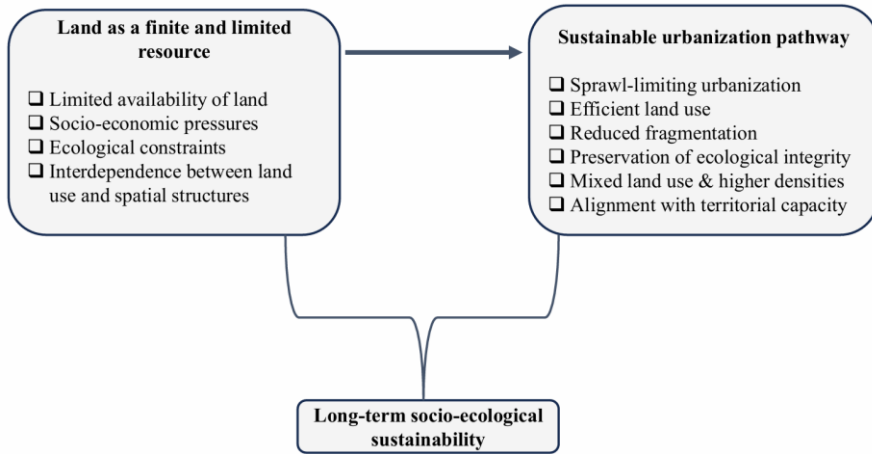 Land as a finite and limited
resource
❑ Limited availability of land
❑ Socio-economic pressures
❑ Ecological constraints
❑ Interdependence between land
use and spatial structures
Sustainable urbanization pathway
❑ Sprawl-limiting urbanization
❑ Efficient land use
❑ Reduced fragmentation
❑ Preservation of ecological integrity
❑ Mixed land use & higher densities
❑ Alignment with territorial capacity
Long-term socio-ecological
sustainability